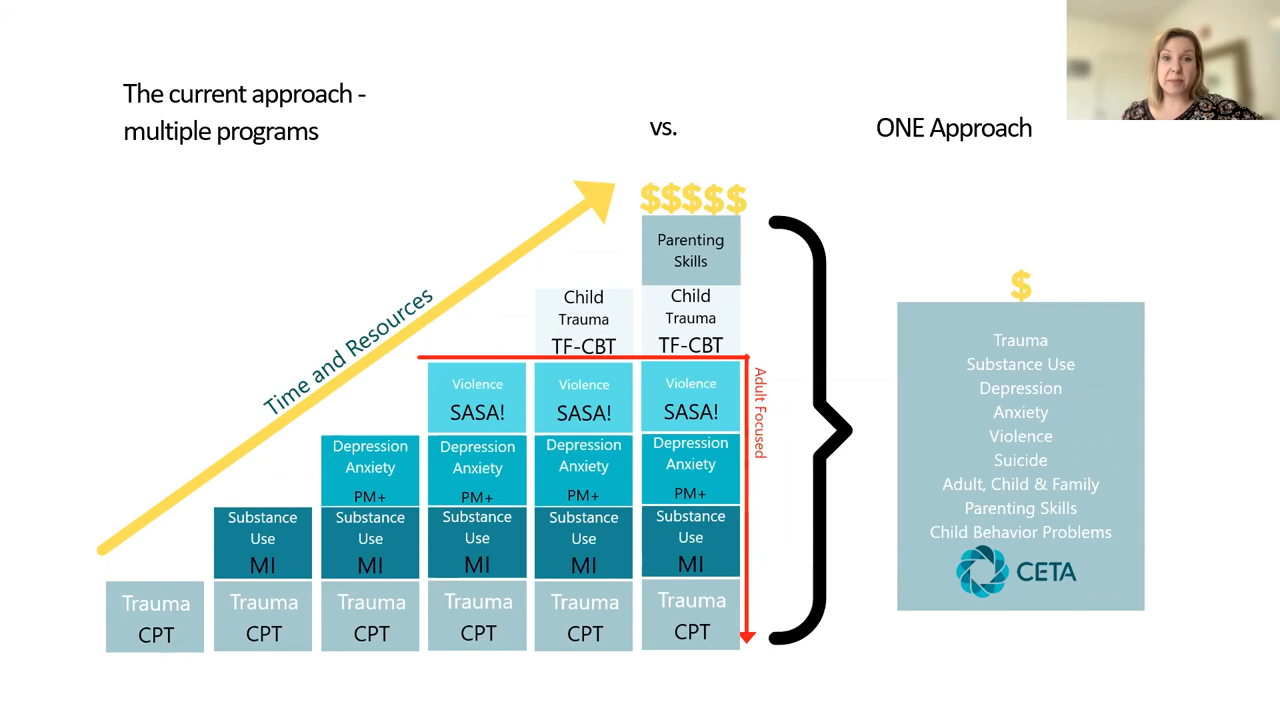 The current approach -
multiple programs
vs.
ONE Approach
Time and Resources
$$$$$
Parenting
Skills
Child
Trauma
TF-CBT
Child
Trauma
TF-CBT
Violence
SASA!
Violence
SASA!
Violence
SASA!
Adult Focused
Depression
Anxiety
PM+
Depression
Anxiety
PM+
Depression
Anxiety
PM+
Depression
Anxiety
PM+
Substance
Use
MI
Substance
Use
MI
Substance
Use
MI
Substance
Use
MI
Substance
Use
MI
Trauma
CPT
Trauma
CPT
Trauma
CPT
Trauma
CPT
Trauma
CPT
Trauma
CPT
$
Trauma
Substance Use
Depression
Anxiety
Violence
Suicide
Adult, Child & Family
Parenting Skills
Child Behavior Problems
CETA